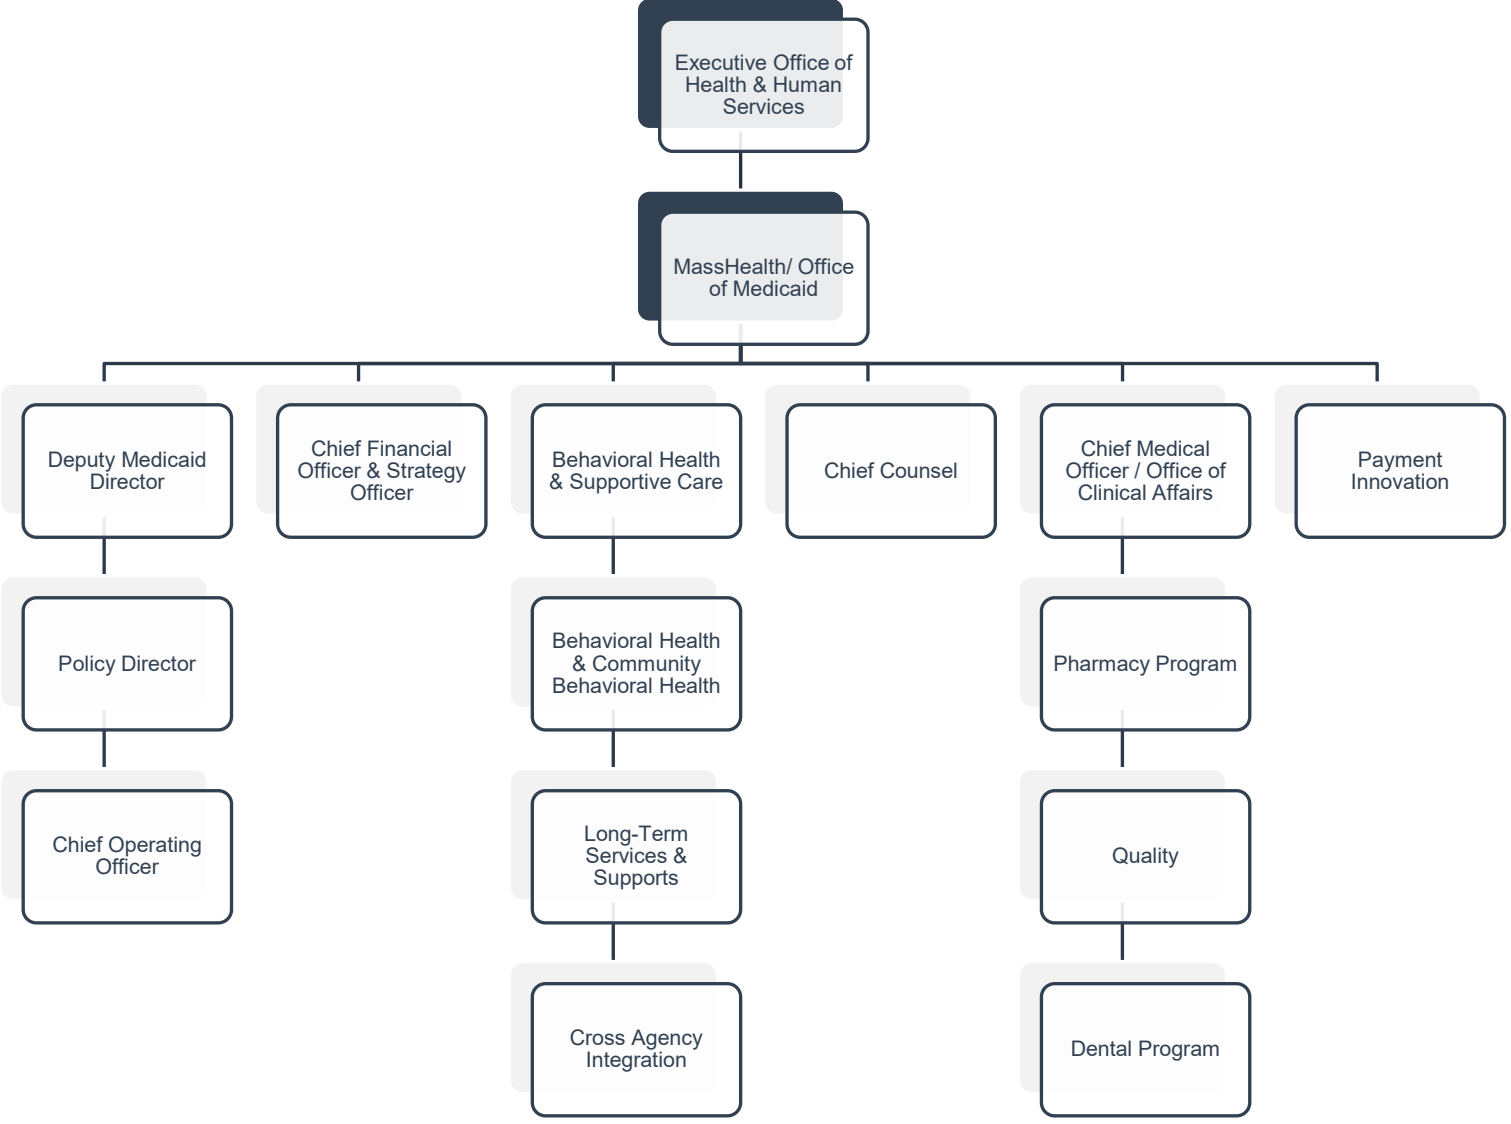 Executive Office of
Health & Human
Services
MassHealth/ Office
of Medicaid
Deputy Medicaid
Director
Chief Financial
Officer & Strategy
Officer
Behavioral Health
& Supportive Care
Chief Counsel
Chief Medical
Officer / Office of
Clinical Affairs
Payment
Innovation
Policy Director
Behavioral Health
& Community
Behavioral Health
Pharmacy Program
Chief Operating
Officer
Long-Term
Services &
Supports
Quality
Cross Agency
Integration
Dental Program